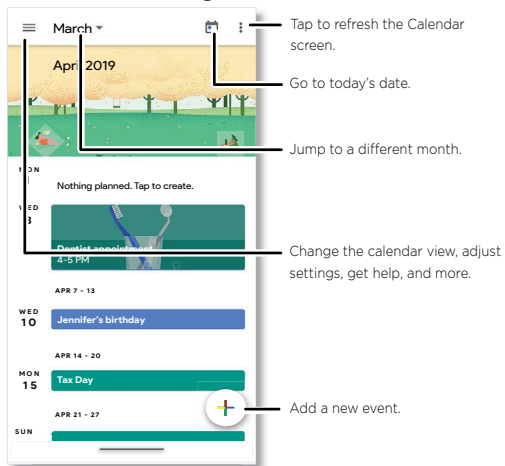 March
Tap to refresh the Calendar
screen.
April 2019
Go to today's date.
Jump to a different month.
MON
1
Nothing planned. Tap to create.
WED
3
Dentist appointment
4-5 PM
Change the calendar view, adjust
settings, get help, and more.
APR 7 - 13
WED
10
Jennifer's birthday
APR 14 - 20
MON
15
Tax Day
Add a new event.
APR 21 - 27
SUN